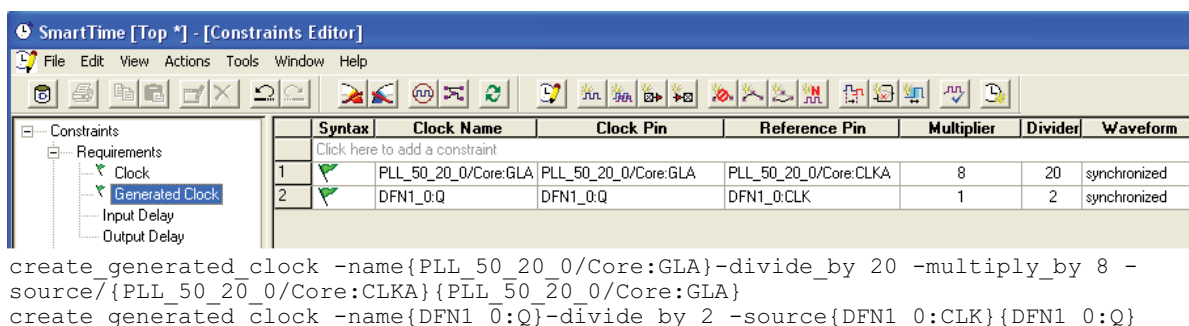 SmartTime [Top *] - [Constraints Editor]
File Edit View Actions Tools Window Help
Constraints
Requirements
Clock
Generated Clock
Input Delay
Output Delay
Syntax Clock Name Clock Pin Reference Pin Multiplier Divider Waveform
Click here to add a constraint
1 PLL_50_20_0/Core:GLA PLL_50_20_0/Core:GLA PLL_50_20_0/Core:CLKA 8 20 synchronized
2 DFN1_0:Q DFN1_0:Q DFN1_0:CLK 1 2 synchronized
create_generated_clock -name{PLL_50_20_0/Core:GLA}-divide_by 20 -multiply_by 8 -
source/{PLL_50_20_0/Core:CLKA}{PLL_50_20_0/Core:GLA}
create_generated_clock -name{DFN1_0:Q}-divide_by 2 -source{DFN1_0:CLK}{DFN1_0:Q}